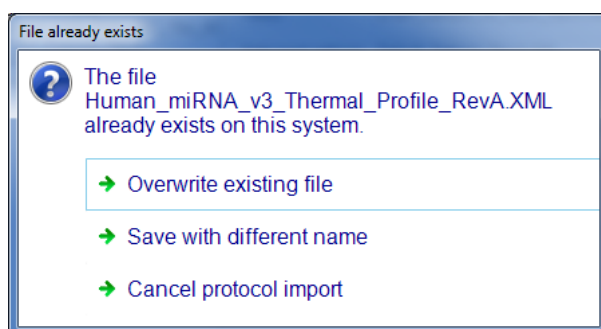 File already exists
The file
Human_miRNA_v3_Thermal_Profile_RevA.XML
already exists on this system.
Overwrite existing file
Save with different name
Cancel protocol import